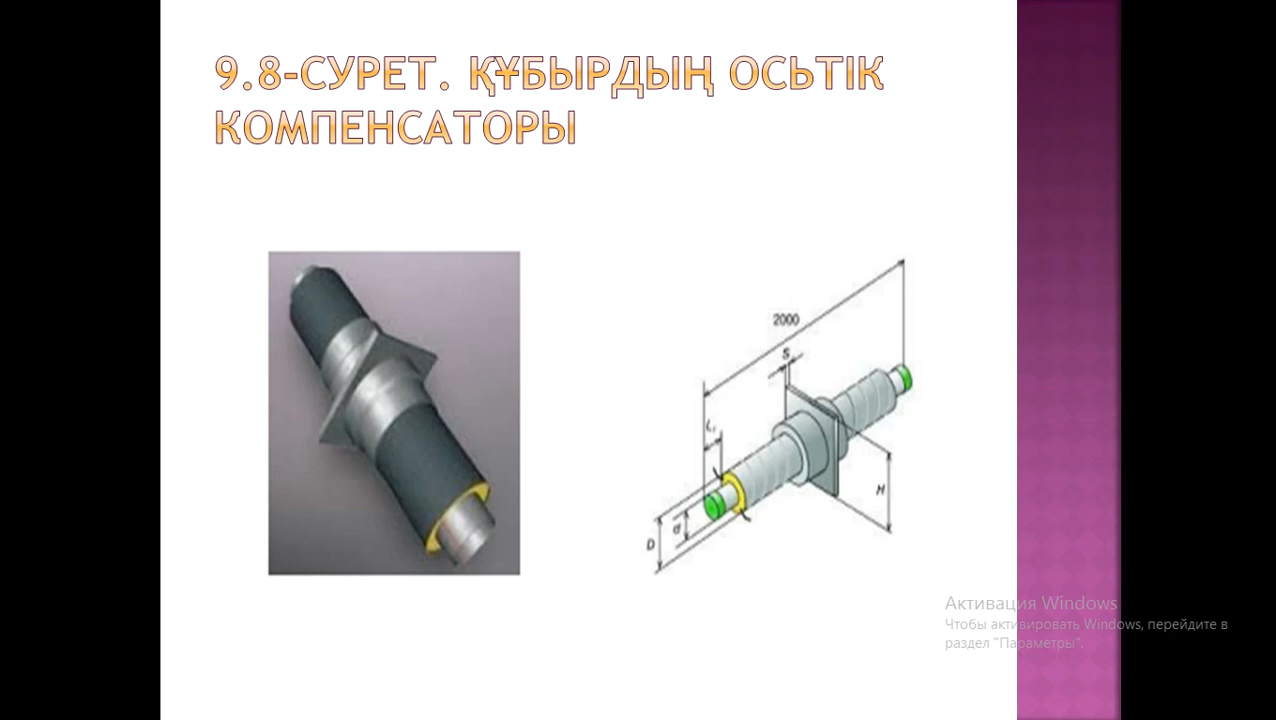 9.8-СУРЕТ. ҚҰБЫРДЫҢ ОСЬТІК
КОМПЕНСАТОРЫ
2000
S
L₁
H
d
D
Активация Windows
Чтобы активировать Windows, перейдите в
раздел "Параметры".